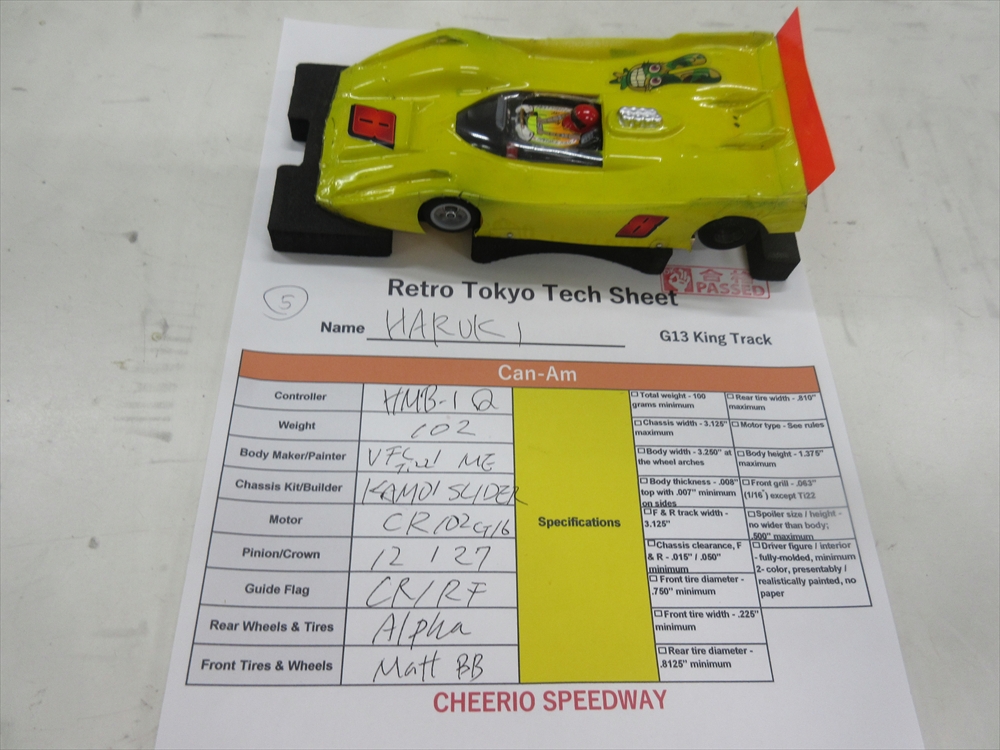 8
8
合格
PASSED
Retro Tokyo Tech Sheet
5
Name HARUKI
G13 King Track
Can-Am
Controller HMB-1 Q
Weight 102
Body Maker/Painter ME
Chassis Kit/Builder KAMOI SLIDER
Motor CR102G16
Pinion/Crown 12 / 27
Guide Flag CR/RF
Rear Wheels & Tires Alpha
Front Tires & Wheels Matt BB
Specifications
□ Total weight - 100
grams minimum
□ Chassis width - 3.125"
maximum
□ Body width - 3.250" at
the wheel arches
□ Body thickness - .008"
top with .007" minimum
on sides
□ F & R track width -
3.125"
□ Chassis clearance, F
& R - .015" / .050"
minimum
□ Front tire diameter -
.750" minimum
□ Front tire width - .225"
minimum
□ Rear tire diameter -
.8125" minimum
□ Rear tire width - .810"
maximum
□ Motor type - See rules
□ Body height - 1.375"
maximum
□ Front grill - .063"
(1/16") except Ti22
□ Spoiler size / height -
no wider than body;
.500" maximum
□ Driver figure / interior
- fully-molded, minimum
2- color, presentably /
realistically painted, no
paper
CHEERIO SPEEDWAY